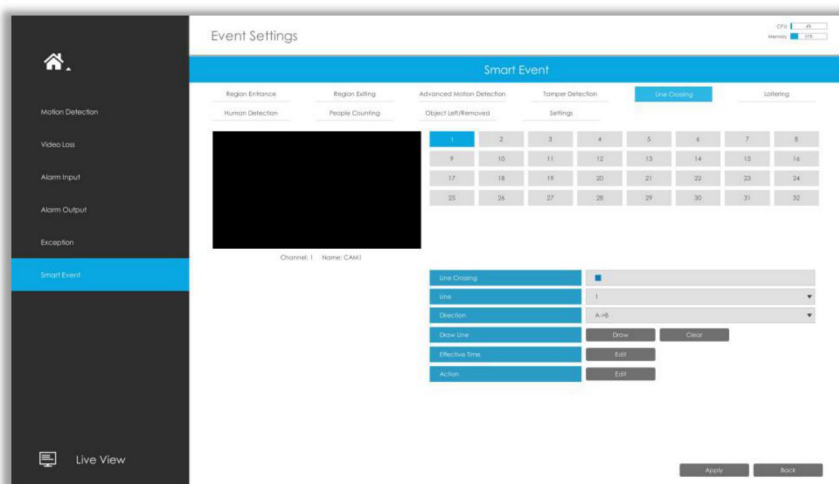 Event Settings
CPU
Memory
Smart Event
Region Entrance Region Exiting Advanced Motion Detection Tamper Detection Line Crossing Loitering
Human Detection People Counting Object Left/Removed Settings
Motion Detection
Video Loss
Alarm Input
Alarm Output
Exception
Smart Event
1 2 3 4 5 6 7 8
9 10 11 12 13 14 15 16
17 18 19 20 21 22 23 24
25 26 27 28 29 30 31 32
Channel: 1 Name: CAM1
Line Crossing
Line 1
Direction A->B
Draw Line Draw Clear
Effective Time Edit
Action Edit
Live View
Apply Back